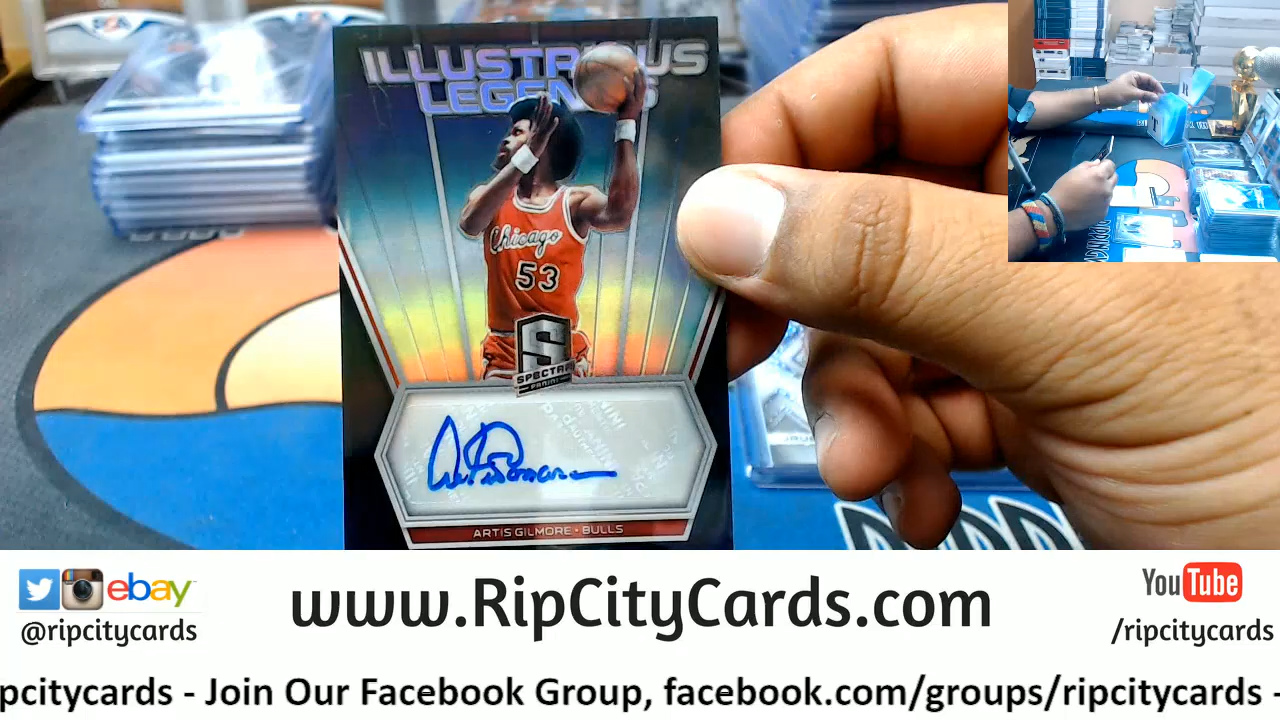 ILLUSTRIOUS
LEGENDS
Chicago
53
S
SPECTRA
PANINI
ARTIS GILMORE • BULLS
ebay
@ripcitycards
www.RipCityCards.com
YouTube
/ripcitycards
pcitycards - Join Our Facebook Group, facebook.com/groups/ripcitycards -